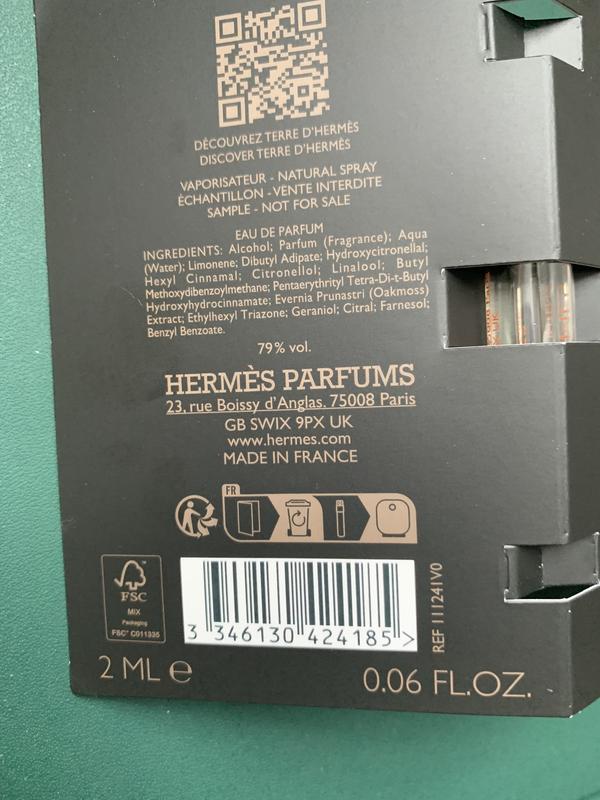 DÉCOUVREZ TERRE D'HERMÈS
DISCOVER TERRE D'HERMÈS
VAPORISATEUR - NATURAL SPRAY
ÉCHANTILLON - VENTE INTERDITE
SAMPLE - NOT FOR SALE
EAU DE PARFUM
INGREDIENTS: Alcohol; Parfum (Fragrance); Aqua
(Water); Limonene; Dibutyl Adipate; Hydroxycitronellal;
Hexyl Cinnamal; Citronellol; Linalool; Butyl
Methoxydibenzoylmethane; Pentaerythrityl Tetra-Di-t-Butyl
Hydroxyhydrocinnamate; Evernia Prunastri (Oakmoss)
Extract; Ethylhexyl Triazone; Geraniol; Citral; Farnesol;
Benzyl Benzoate.
79% vol.
HERMÈS PARFUMS
23, rue Boissy d'Anglas. 75008 Paris
GB SWIX 9PX UK
www.hermes.com
MADE IN FRANCE
FR
FSC
MIX
Packaging
FSC® C011335
3 346130 424185 >
REF 111241V0
2 ML e
0.06 FL.OZ.